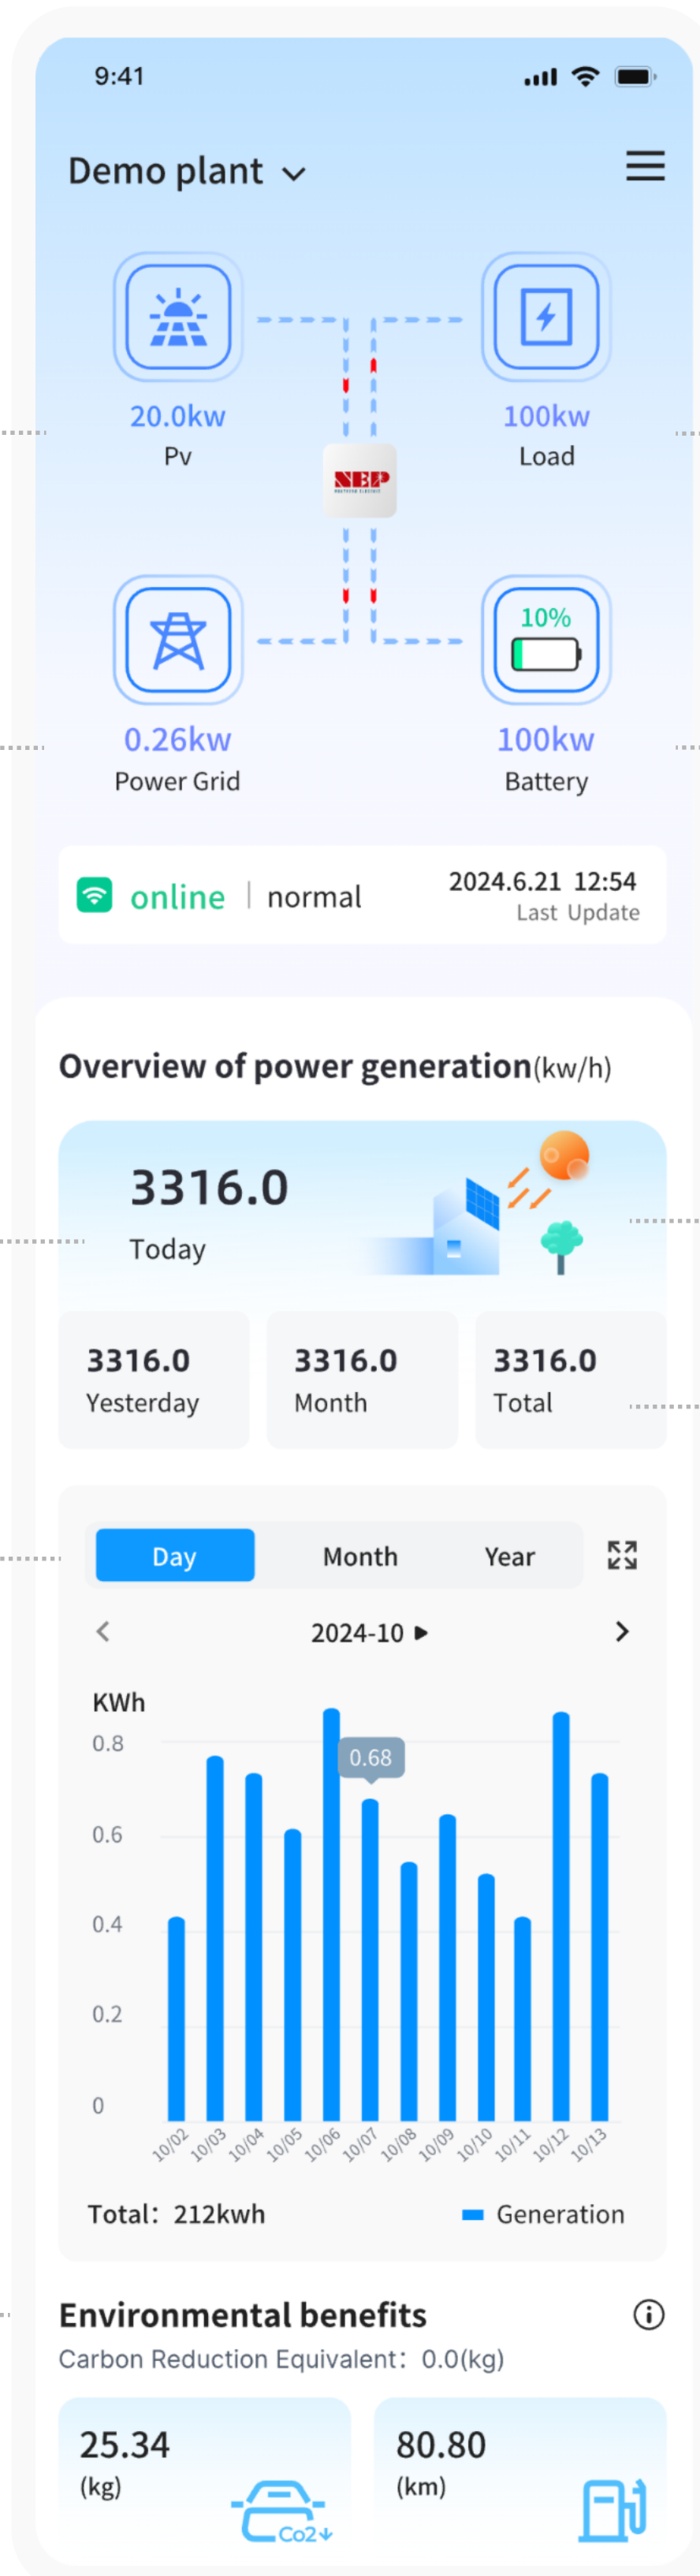 9:41
Demo plant
20.0kw
Pv
100kw
Load
NEP
0.26kw
Power Grid
10%
100kw
Battery
online | normal
2024.6.21 12:54
Last Update
Overview of power generation(kw/h)
3316.0
Today
3316.0
Yesterday
3316.0
Month
3316.0
Total
Day Month Year
2024-10
KWh
0.8
0.6
0.4
0.2
0
0.68
10/02 10/03 10/04 10/05 10/06 10/07 10/08 10/09 10/10 10/11 10/12 10/13
Total: 212kwh
Generation
Environmental benefits
Carbon Reduction Equivalent: 0.0(kg)
25.34
(kg)
Co2
80.80
(km)